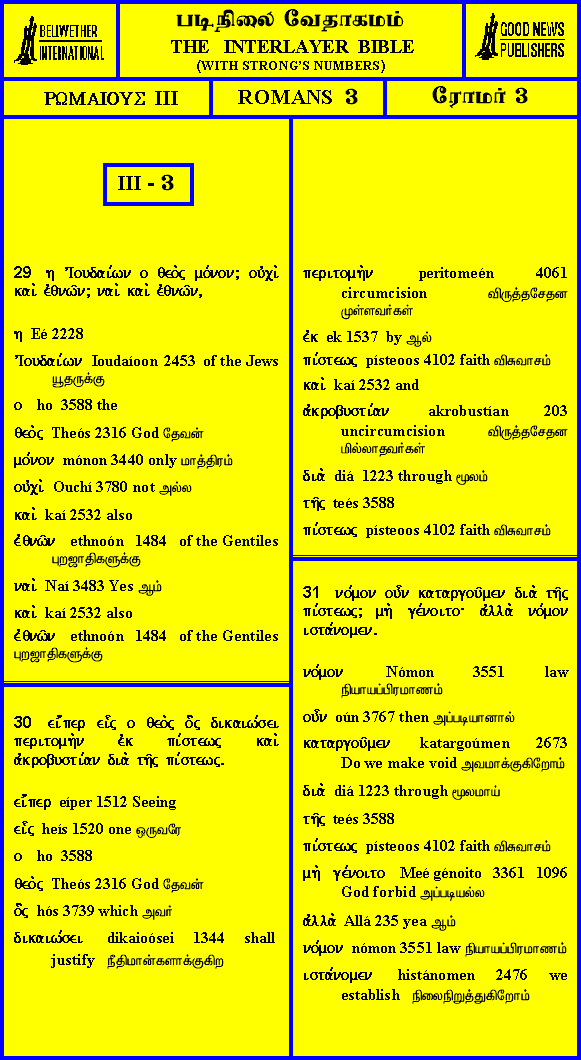 BELLWETHER
INTERNATIONAL
படிநிலை வேதாகமம்
THE INTERLAYER BIBLE
(WITH STRONG'S NUMBERS)
GOOD NEWS
PUBLISHERS
ΡΩΜΑΙΟΥΣ III
ROMANS 3
ரோமர் 3
III - 3
29 η Ἰουδαίων ο θεὸς μόνον; οὐχὶ
καὶ ἐθνῶν; ναὶ καὶ ἐθνῶν,
η Eé 2228
Ἰουδαίων Ioudaíoon 2453 of the Jews
யூதருக்கு
ο ho 3588 the
θεὸς Theós 2316 God தேவன்
μόνον mónon 3440 only மாத்திரம்
οὐχὶ Ouchí 3780 not அல்ல
καὶ kaí 2532 also
ἐθνῶν ethnoón 1484 of the Gentiles
புறஜாதிகளுக்கு
ναὶ Naí 3483 Yes ஆம்
καὶ kaí 2532 also
ἐθνῶν ethnoón 1484 of the Gentiles
புறஜாதிகளுக்கு
30 εἴπερ εἷς ο θεὸς ὃς δικαιώσει
περιτομὴν ἐκ πίστεως καὶ
ἀκροβυστίαν διὰ τῆς πίστεως.
εἴπερ eíper 1512 Seeing
εἷς heís 1520 one ஒருவரே
ο ho 3588
θεὸς Theós 2316 God தேவன்
ὃς hós 3739 which அவர்
δικαιώσει dikaioósei 1344 shall
justify நீதிமான்களாக்குகிற
περιτομὴν peritomeén 4061
circumcision விருத்தசேதன
முள்ளவர்கள்
ἐκ ek 1537 by ஆல்
πίστεως písteoos 4102 faith விசுவாசம்
καὶ kaí 2532 and
ἀκροβυστίαν akrobustían 203
uncircumcision விருத்தசேதன
மில்லாதவர்கள்
διὰ diá 1223 through மூலம்
τῆς teés 3588
πίστεως písteoos 4102 faith விசுவாசம்
31 νόμον οὖν καταργοῦμεν διὰ τῆς
πίστεως; μὴ γένοιτο· ἀλλὰ νόμον
ιστάνομεν.
νόμον Nómon 3551 law
நியாயப்பிரமாணம்
οὖν oún 3767 then அப்படியானால்
καταργοῦμεν katargoúmen 2673
Do we make void அவமாக்குகிறோம்
διὰ diá 1223 through மூலமாய்
τῆς teés 3588
πίστεως písteoos 4102 faith விசுவாசம்
μὴ γένοιτο Meé génoito 3361 1096
God forbid அப்படியல்ல
ἀλλὰ Allá 235 yea ஆம்
νόμον nómon 3551 law நியாயப்பிரமாணம்
ιστάνομεν histánomen 2476 we
establish நிலைநிறுத்துகிறோம்